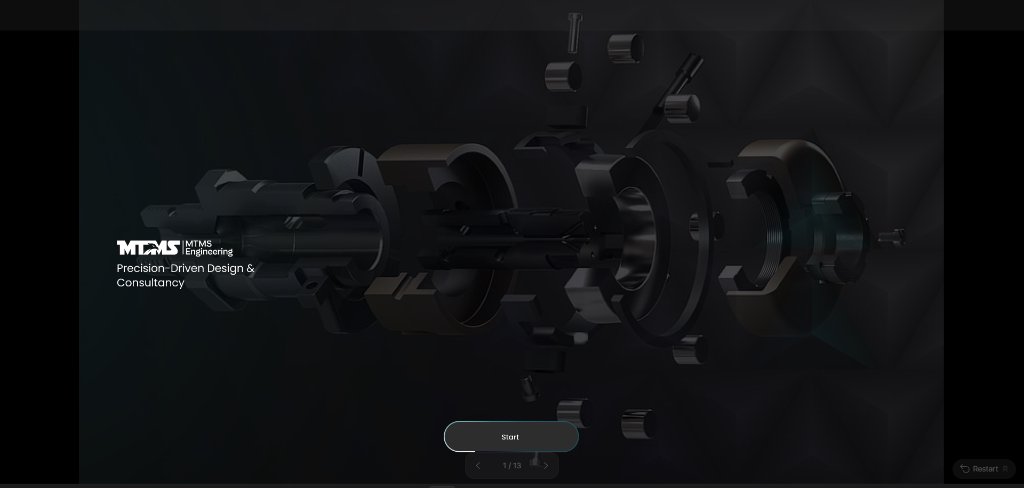 MTMS | MTMS
Engineering
Precision-Driven Design &
Consultancy
Start
1 / 13
Restart R